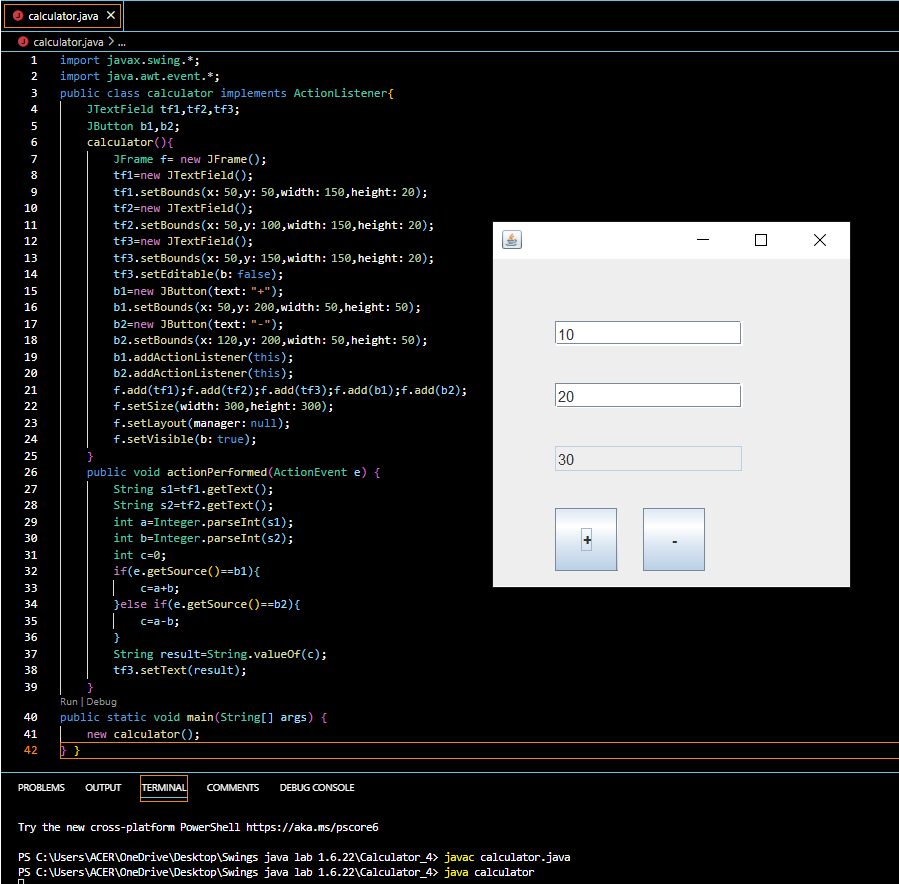 calculator.java
calculator.java > ...
1 import javax.swing.*;
2 import java.awt.event.*;
3 public class calculator implements ActionListener{
4 JTextField tf1,tf2,tf3;
5 JButton b1,b2;
6 calculator(){
7 JFrame f= new JFrame();
8 tf1=new JTextField();
9 tf1.setBounds(x: 50,y: 50,width: 150,height: 20);
10 tf2=new JTextField();
11 tf2.setBounds(x: 50,y: 100,width: 150,height: 20);
12 tf3=new JTextField();
13 tf3.setBounds(x: 50,y: 150,width: 150,height: 20);
14 tf3.setEditable(b: false);
15 b1=new JButton(text: "+");
16 b1.setBounds(x: 50,y: 200,width: 50,height: 50);
17 b2=new JButton(text: "-");
18 b2.setBounds(x: 120,y: 200,width: 50,height: 50);
19 b1.addActionListener(this);
20 b2.addActionListener(this);
21 f.add(tf1);f.add(tf2);f.add(tf3);f.add(b1);f.add(b2);
22 f.setSize(width: 300,height: 300);
23 f.setLayout(manager: null);
24 f.setVisible(b: true);
25 }
26 public void actionPerformed(ActionEvent e) {
27 String s1=tf1.getText();
28 String s2=tf2.getText();
29 int a=Integer.parseInt(s1);
30 int b=Integer.parseInt(s2);
31 int c=0;
32 if(e.getSource()==b1){
33 c=a+b;
34 }else if(e.getSource()==b2){
35 c=a-b;
36 }
37 String result=String.valueOf(c);
38 tf3.setText(result);
39 }
Run | Debug
40 public static void main(String[] args) {
41 new calculator();
42 } }
10
20
30
+ -
PROBLEMS OUTPUT TERMINAL COMMENTS DEBUG CONSOLE
Try the new cross-platform PowerShell https://aka.ms/pscore6
PS C:\Users\ACER\OneDrive\Desktop\Swings java lab 1.6.22\Calculator_4> javac calculator.java
PS C:\Users\ACER\OneDrive\Desktop\Swings java lab 1.6.22\Calculator_4> java calculator